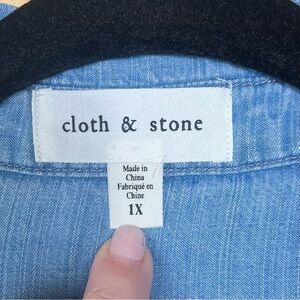 cloth & stone
Made in
China
Fabriqué en
Chine
1X